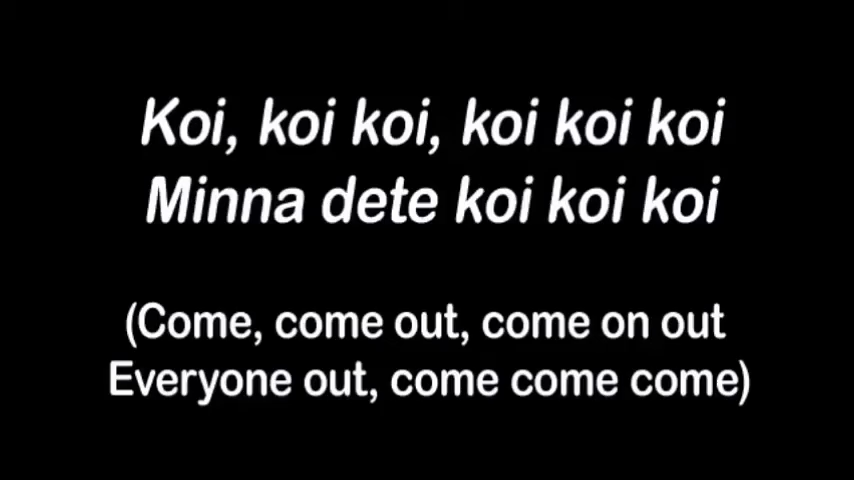 Koi, koi koi, koi koi koi
Minna dete koi koi koi
(Come, come out, come on out
Everyone out, come come come)